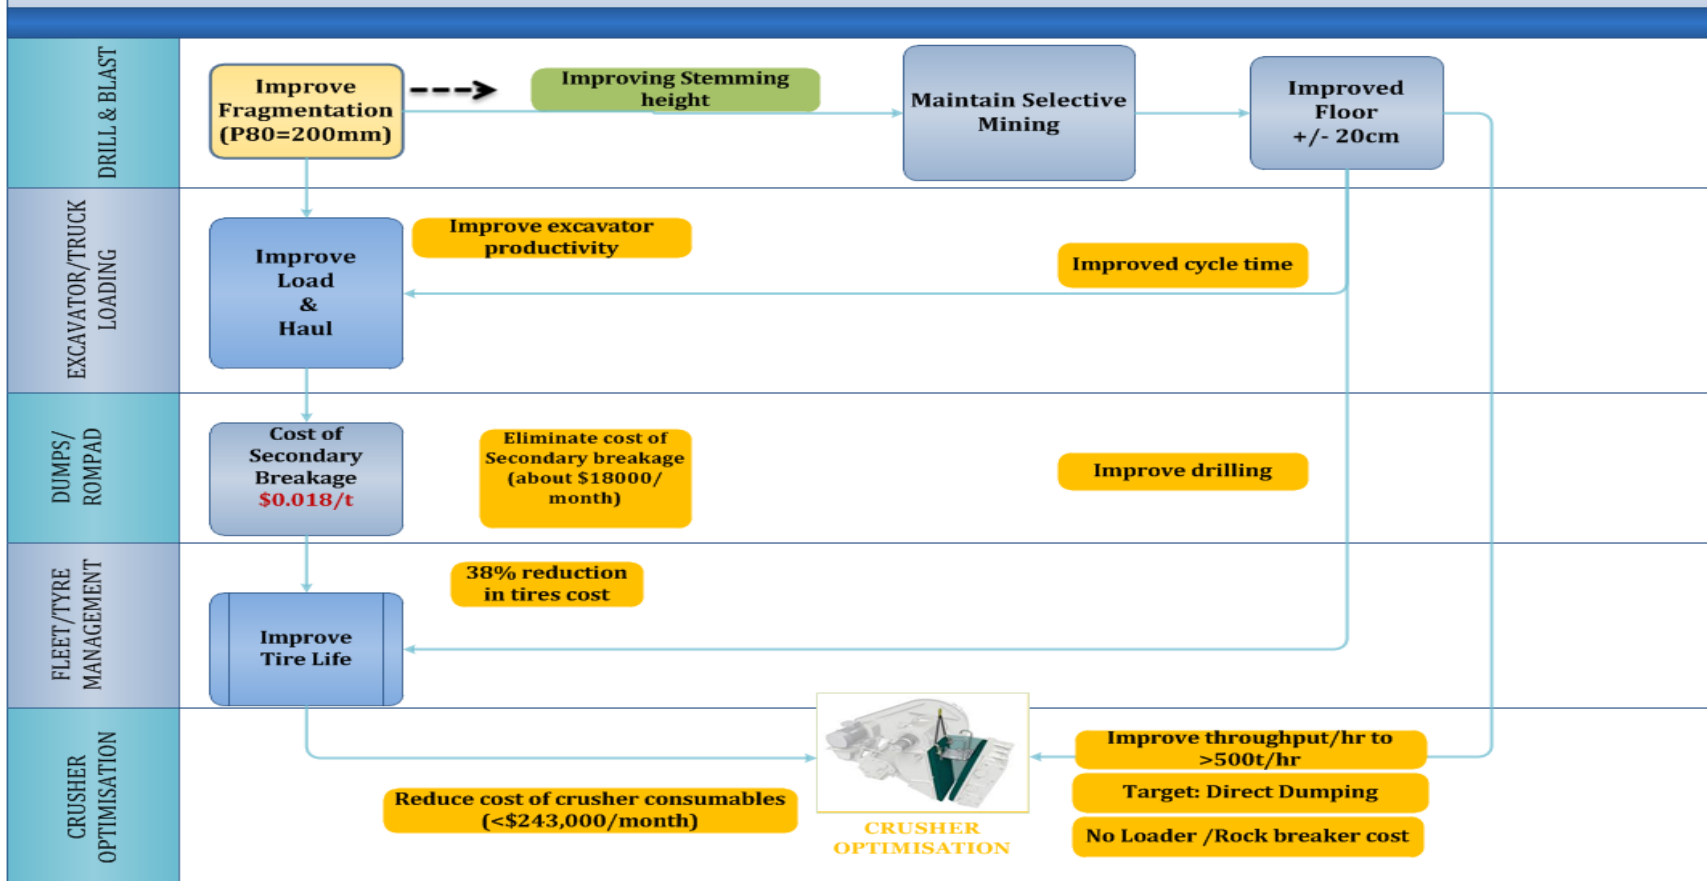 DRILL & BLAST
Improve
Fragmentation
(P80=200mm)
Improving Stemming
height
Maintain Selective
Mining
Improved
Floor
+/- 20cm
EXCAVATOR/TRUCK
LOADING
Improve
Load
&
Haul
Improve excavator
productivity
Improved cycle time
DUMPS/
ROMPAD
Cost of
Secondary
Breakage
$0.018/t
Eliminate cost of
Secondary breakage
(about $18000/
month)
Improve drilling
FLEET/TYRE
MANAGEMENT
38% reduction
in tires cost
Improve
Tire Life
CRUSHER
OPTIMISATION
Reduce cost of crusher consumables
(<$243,000/month)
CRUSHER
OPTIMISATION
Improve throughput/hr to
>500t/hr
Target: Direct Dumping
No Loader /Rock breaker cost